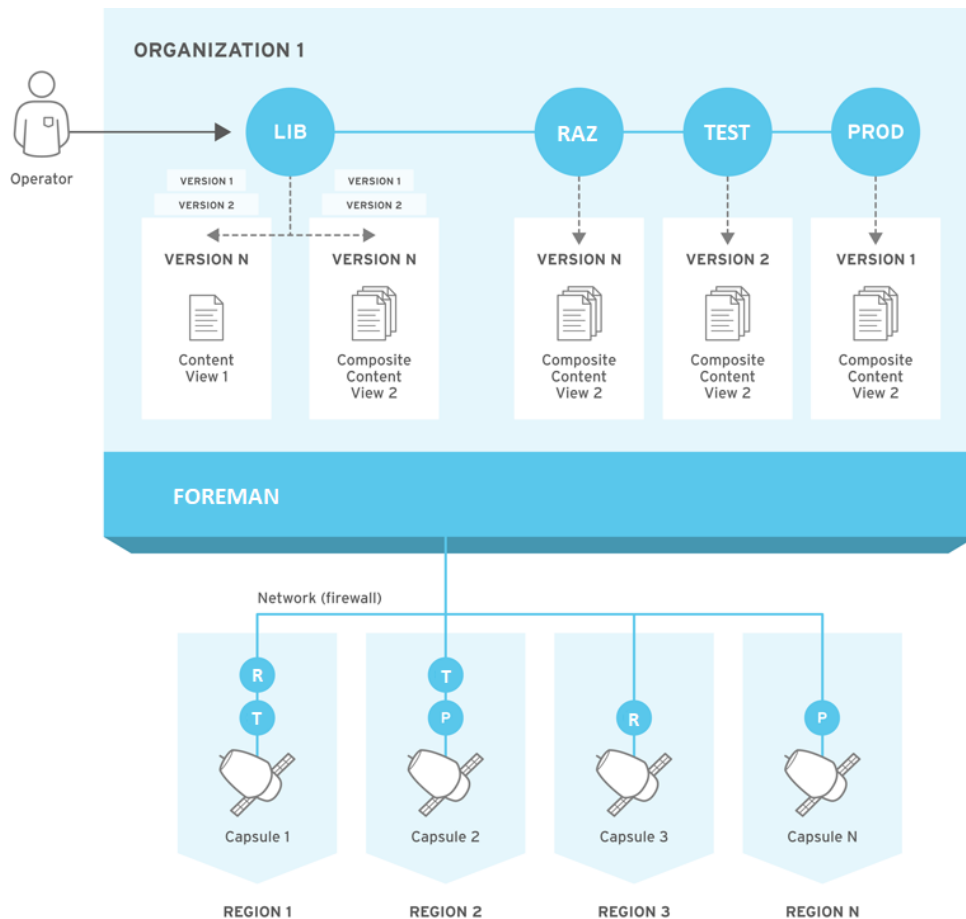 ORGANIZATION 1
Operator
LIB
RAZ
TEST
PROD
VERSION 1
VERSION 2
VERSION 1
VERSION 2
VERSION N
Content
View 1
VERSION N
Composite
Content
View 2
VERSION N
Composite
Content
View 2
VERSION 2
Composite
Content
View 2
VERSION 1
Composite
Content
View 2
FOREMAN
Network (firewall)
R
T
Capsule 1
REGION 1
T
P
Capsule 2
REGION 2
R
Capsule 3
REGION 3
P
Capsule N
REGION N